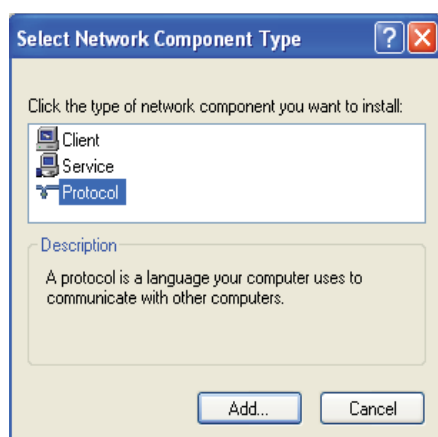 Select Network Component Type
Click the type of network component you want to install:
Client
Service
Protocol
Description
A protocol is a language your computer uses to
communicate with other computers.
Add... Cancel